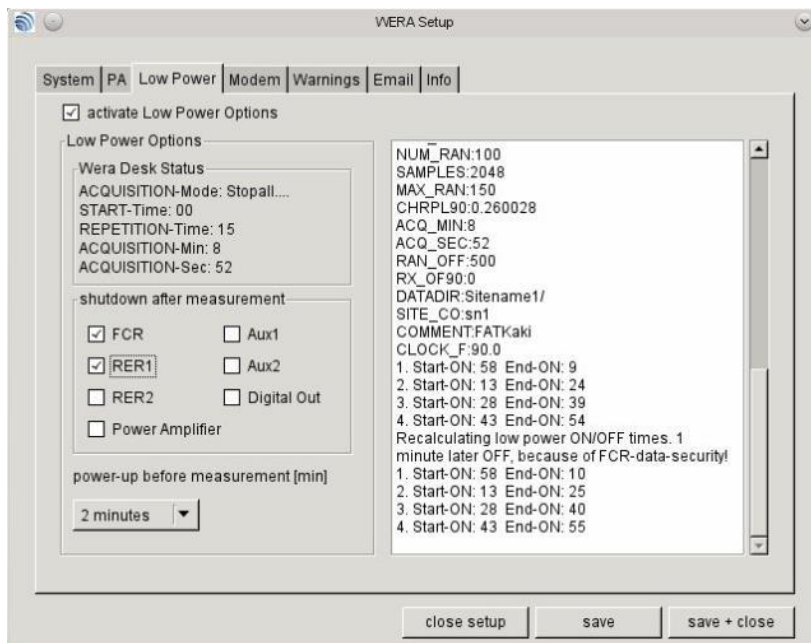 WERA Setup
System PA Low Power Modem Warnings Email Info
activate Low Power Options
Low Power Options
Wera Desk Status
ACQUISITION-Mode: Stopall....
START-Time: 00
REPETITION-Time: 15
ACQUISITION-Min: 8
ACQUISITION-Sec: 52
shutdown after measurement
FCR
Aux1
RER1
Aux2
RER2
Digital Out
Power Amplifier
power-up before measurement [min]
2 minutes
NUM_RAN:100
SAMPLES:2048
MAX_RAN:150
CHRPL90:0.260028
ACQ_MIN:8
ACQ_SEC:52
RAN_OFF:500
RX_OF90:0
DATADIR:Sitename1/
SITE_CO:sn1
COMMENT:FATKaki
CLOCK_F:90.0
1. Start-ON: 58 End-ON: 9
2. Start-ON: 13 End-ON: 24
3. Start-ON: 28 End-ON: 39
4. Start-ON: 43 End-ON: 54
Recalculating low power ON/OFF times. 1
minute later OFF, because of FCR-data-security!
1. Start-ON: 58 End-ON: 10
2. Start-ON: 13 End-ON: 25
3. Start-ON: 28 End-ON: 40
4. Start-ON: 43 End-ON: 55
close setup
save
save + close